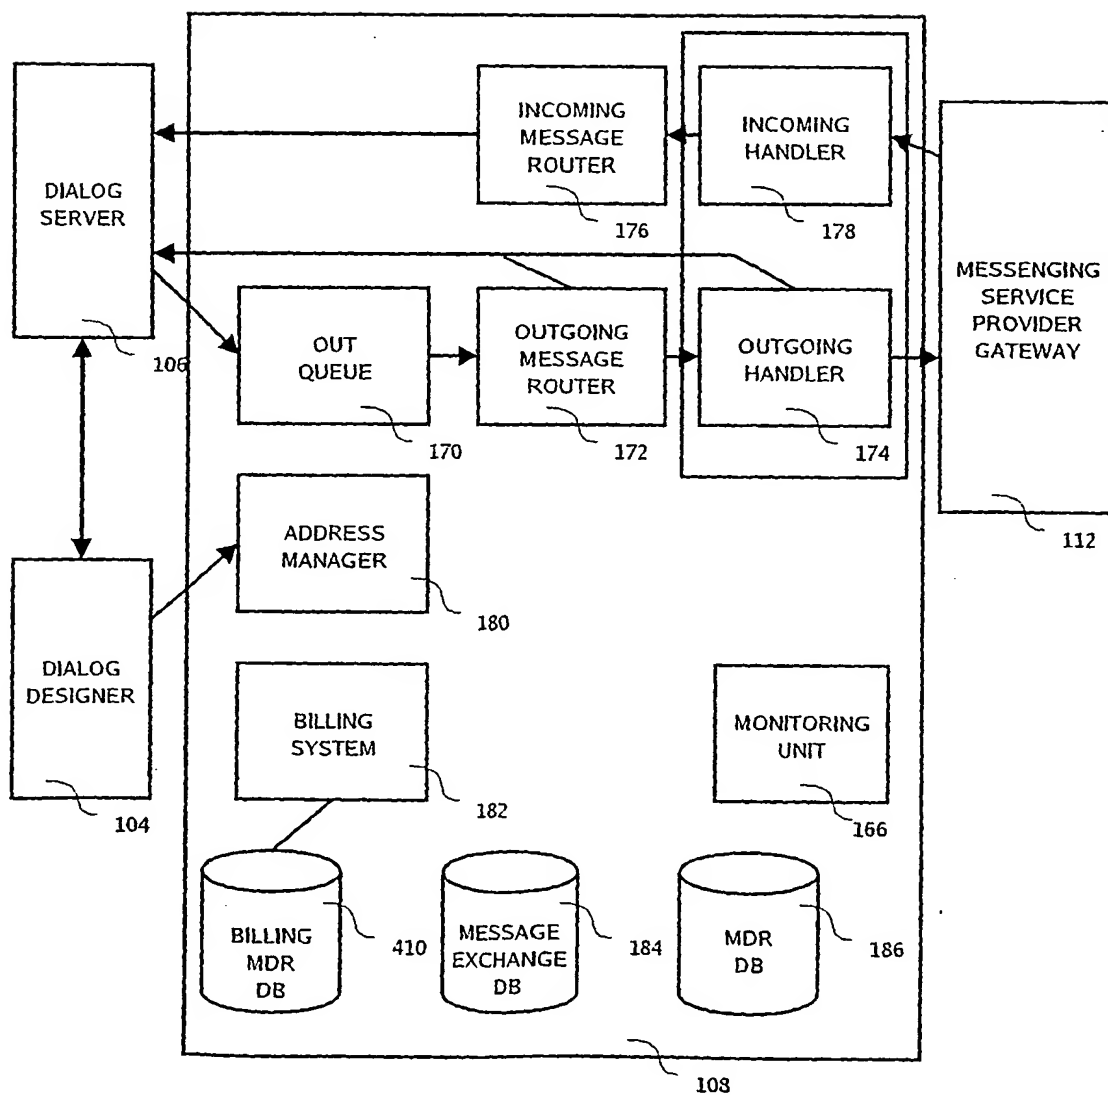 INCOMING
MESSAGE
ROUTER
176
INCOMING
HANDLER
178
DIALOG
SERVER
106
MESSENGING
SERVICE
PROVIDER
GATEWAY
112
OUT
QUEUE
170
OUTGOING
MESSAGE
ROUTER
172
OUTGOING
HANDLER
174
ADDRESS
MANAGER
180
DIALOG
DESIGNER
104
BILLING
SYSTEM
182
MONITORING
UNIT
166
BILLING
MDR
DB
410
MESSAGE
EXCHANGE
DB
184
MDR
DB
186
108